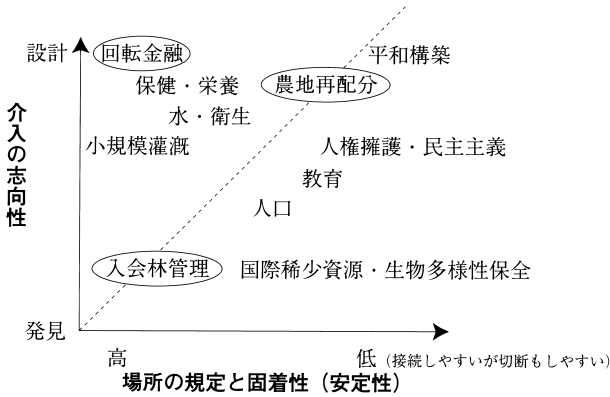 設計
回転金融
平和構築
保健・栄養
農地再配分
水・衛生
小規模灌漑
人権擁護・民主主義
教育
人口
介入の志向性
入会林管理
国際稀少資源・生物多様性保全
発見
高
低（接続しやすいが切断もしやすい）
場所の規定と固着性（安定性）